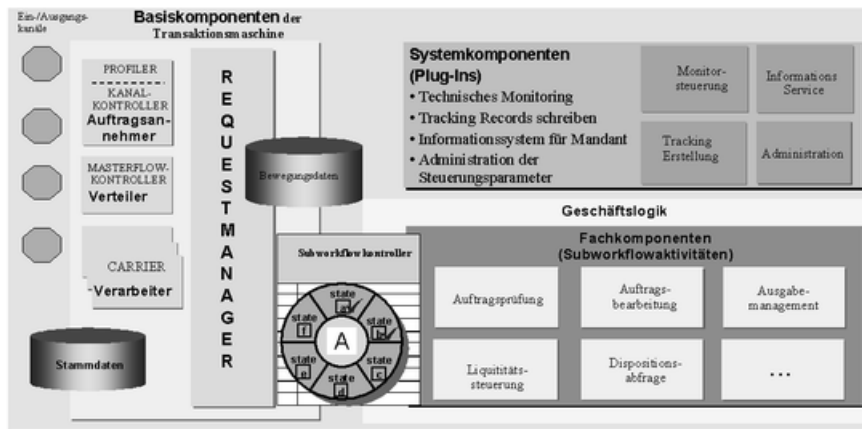 Ein-/Ausgangs-
kanäle
Basiskomponenten der
Transaktionsmaschine
PROFILER
KANAL-
KONTROLLER
Auftragsan-
nehmer
MASTERFLOW-
KONTROLLER
Verteiler
CARRIER
Verarbeiter
Stammdaten
REQUESTMANAGER
Bewegungsdaten
Systemkomponenten
(Plug-Ins)
• Technisches Monitoring
• Tracking Records schreiben
• Informationssystem für Mandant
• Administration der
Steuerungsparameter
Monitor-
steuerung
Informations
Service
Tracking
Erstellung
Administration
Geschäftslogik
Subworkflowkontroller
state
a
state
b
state
c
state
d
state
e
state
f
A
Fachkomponenten
(Subworkflowaktivitäten)
Auftragsprüfung
Auftrags-
bearbeitung
Ausgabe-
management
Liquititäts-
steuerung
Dispositions-
abfrage
...